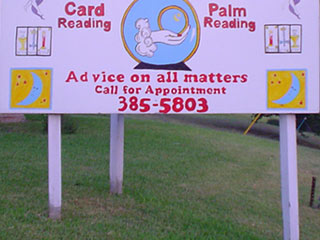 Card Palm
Reading Reading
Advice on all matters
Call for Appointment
385-5803